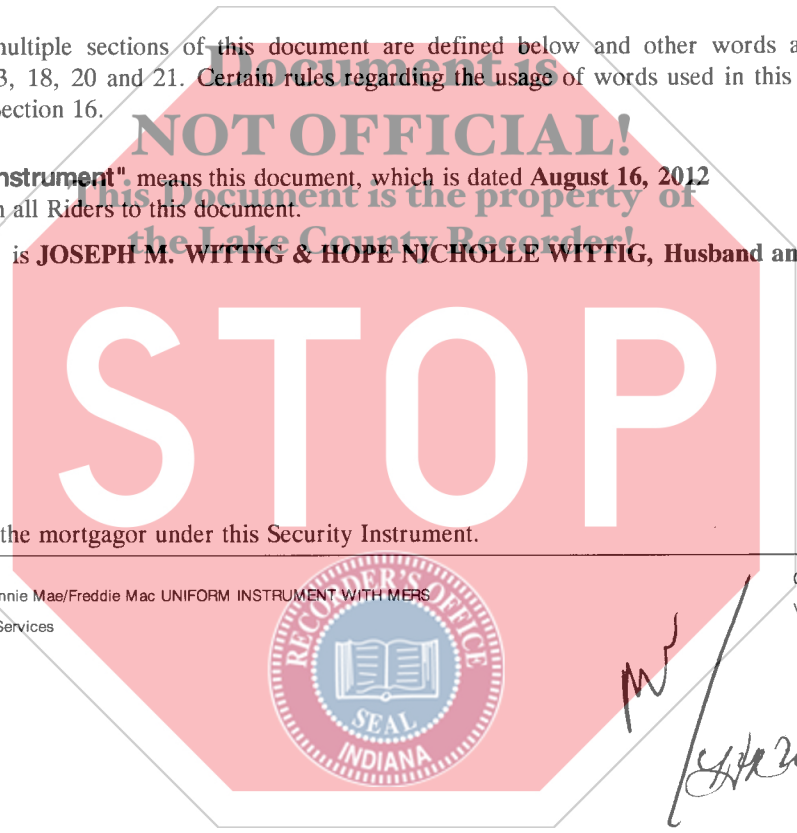 multiple sections of this document are defined below and other words a
3, 18, 20 and 21. Certain rules regarding the usage of words used in this
ection 16.
Document is
NOT OFFICIAL!
This Document is the property of
the Lake County Recorder!
nstrument" means this document, which is dated August 16, 2012
n all Riders to this document.
is JOSEPH M. WITTIG & HOPE NICHOLLE WITTIG, Husband an
STOP
the mortgagor under this Security Instrument.
nnie Mae/Freddie Mac UNIFORM INSTRUMENT WITH MERS
Services
RECORDER'S OFFICE
SEAL
INDIANA